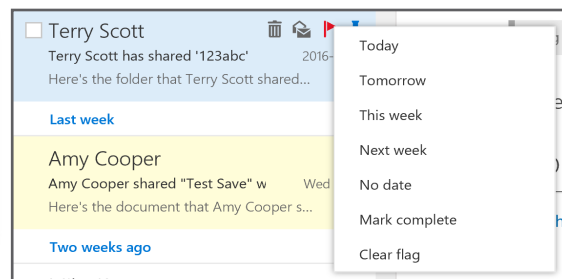 Terry Scott
Terry Scott has shared '123abc'
2016-
Here's the folder that Terry Scott shared...
Last week
Amy Cooper
Amy Cooper shared "Test Save" w
Wed
Here's the document that Amy Cooper s...
Two weeks ago
Today
Tomorrow
This week
Next week
No date
Mark complete
Clear flag